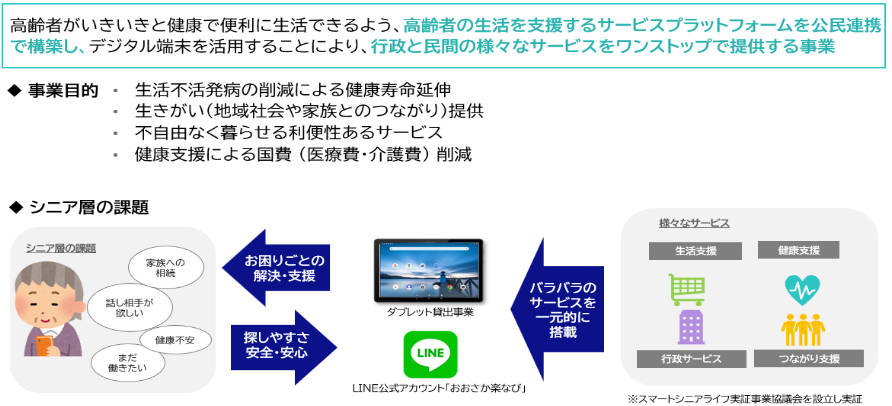 高齢者がいきいきと健康で便利に生活できるよう、高齢者の生活を支援するサービスプラットフォームを公民連携
で構築し、デジタル端末を活用することにより、行政と民間の様々なサービスをワンストップで提供する事業
◆ 事業目的 ・ 生活不活発病の削減による健康寿命延伸
・ 生きがい（地域社会や家族とのつながり）提供
・ 不自由なく暮らせる利便性あるサービス
・ 健康支援による国費（医療費・介護費）削減
◆ シニア層の課題
シニア層の課題
家族への
相続
話し相手が
欲しい
健康不安
まだ
働きたい
お困りごとの
解決・支援
探しやすさ
安全・安心
タブレット貸出事業
LINE
LINE公式アカウント「おおさか楽なび」
バラバラの
サービスを
一元的に
搭載
様々なサービス
生活支援
健康支援
行政サービス
つながり支援
※スマートシニアライフ実証事業協議会を設立し実証